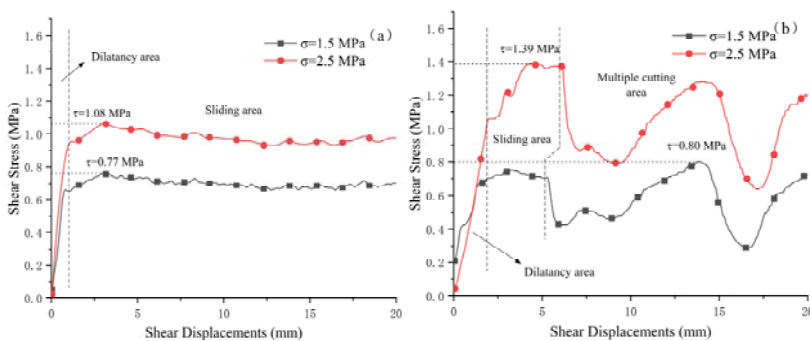 (a)
σ=1.5 MPa
σ=2.5 MPa
Dilatancy area
τ=1.08 MPa
Sliding area
τ=0.77 MPa
Shear Stress (MPa)
1.6
1.4
1.2
1.0
0.8
0.6
0.4
0.2
0.0
0
5
10
15
20
Shear Displacements (mm)
(b)
σ=1.5 MPa
σ=2.5 MPa
τ=1.39 MPa
Multiple cutting
area
Sliding area
τ=0.80 MPa
Dilatancy area
Shear Stress (MPa)
1.6
1.4
1.2
1.0
0.8
0.6
0.4
0.2
0.0
0
5
10
15
20
Shear Displacements (mm)